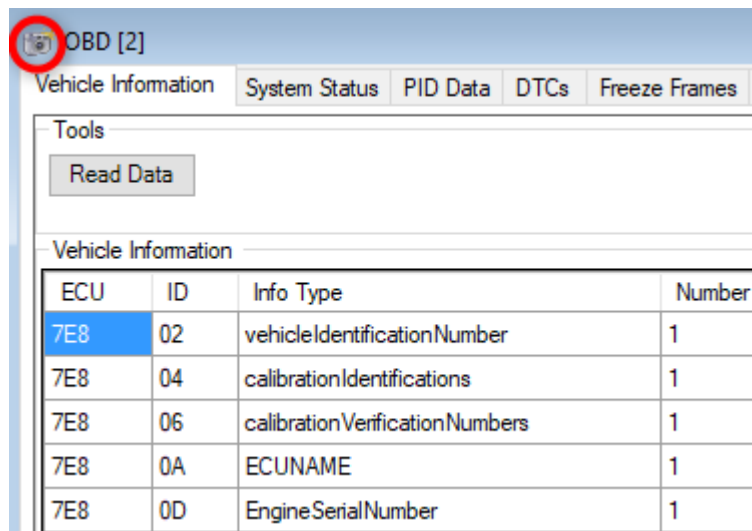 OBD [2]
Vehicle Information System Status PID Data DTCs Freeze Frames
Tools
Read Data
Vehicle Information
ECU ID Info Type Number
7E8 02 vehicleIdentificationNumber 1
7E8 04 calibrationIdentifications 1
7E8 06 calibrationVerificationNumbers 1
7E8 0A ECUNAME 1
7E8 0D EngineSerialNumber 1